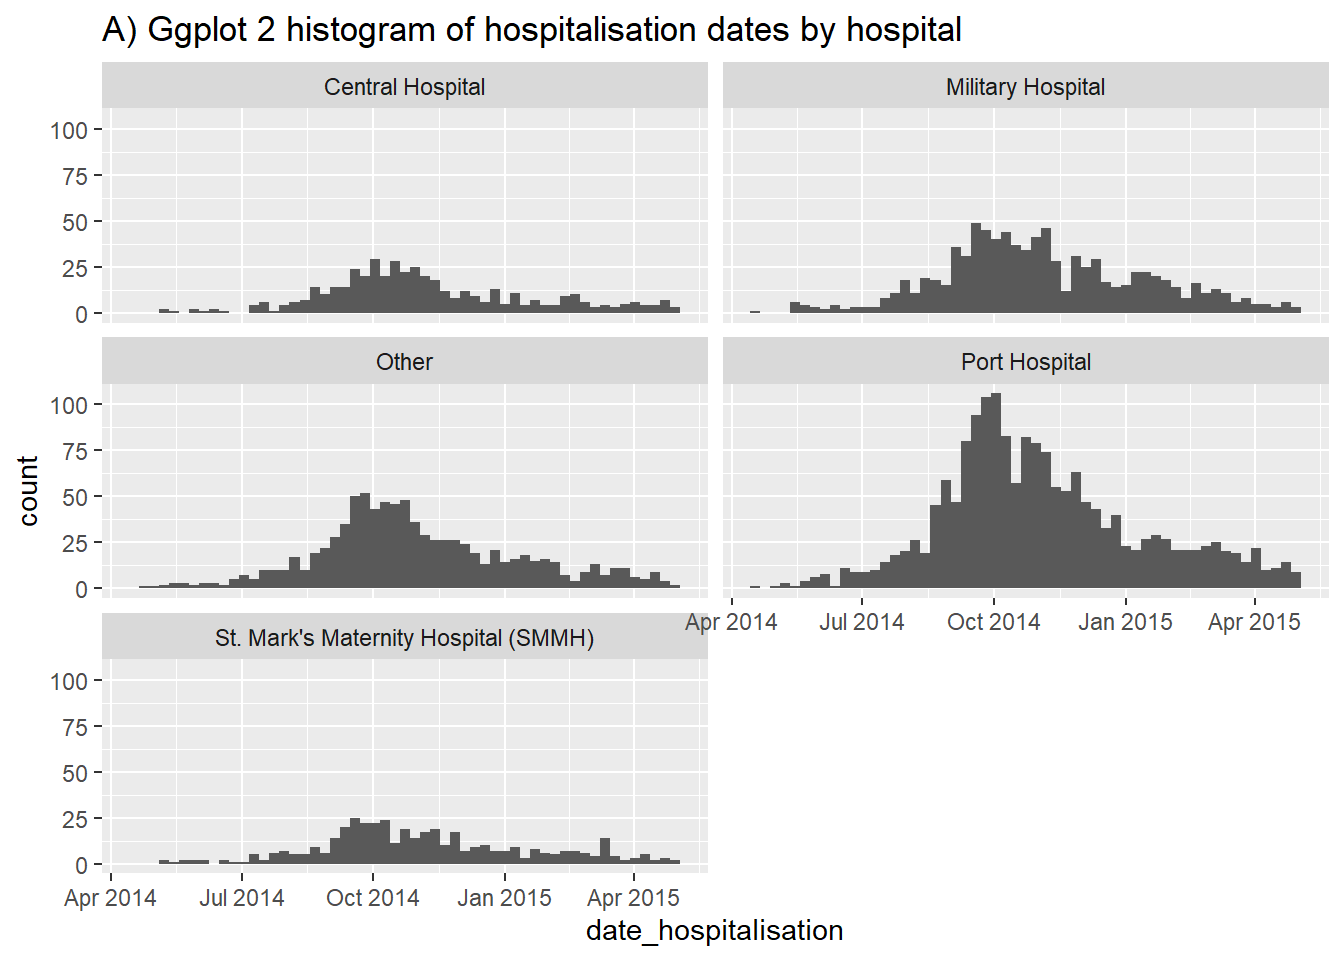 A) Ggplot 2 histogram of hospitalisation dates by hospital
Central Hospital
Military Hospital
100
75
50
25
0
Other
Port Hospital
100
75
50
25
0
count
Apr 2014 Jul 2014 Oct 2014 Jan 2015 Apr 2015
St. Mark's Maternity Hospital (SMMH)
100
75
50
25
0
Apr 2014 Jul 2014 Oct 2014 Jan 2015 Apr 2015
date_hospitalisation